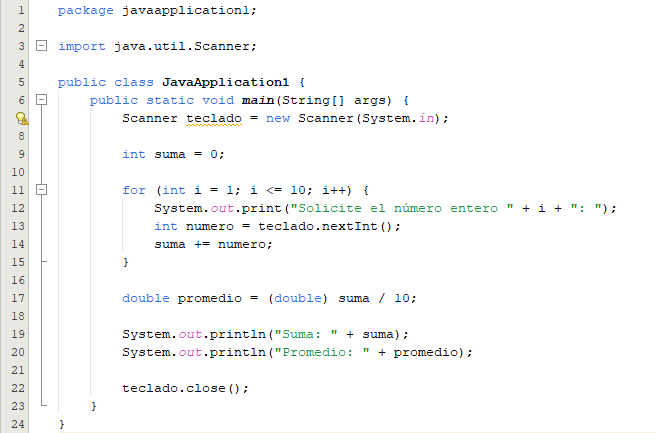 1 package javaapplication1;
2
3 import java.util.Scanner;
4
5 public class JavaApplication1 {
6 public static void main(String[] args) {
Scanner teclado = new Scanner(System.in);
8
9 int suma = 0;
10
11 for (int i = 1; i <= 10; i++) {
12 System.out.print("Solicite el número entero " + i + ": ");
13 int numero = teclado.nextInt();
14 suma += numero;
15 }
16
17 double promedio = (double) suma / 10;
18
19 System.out.println("Suma: " + suma);
20 System.out.println("Promedio: " + promedio);
21
22 teclado.close();
23 }
24 }